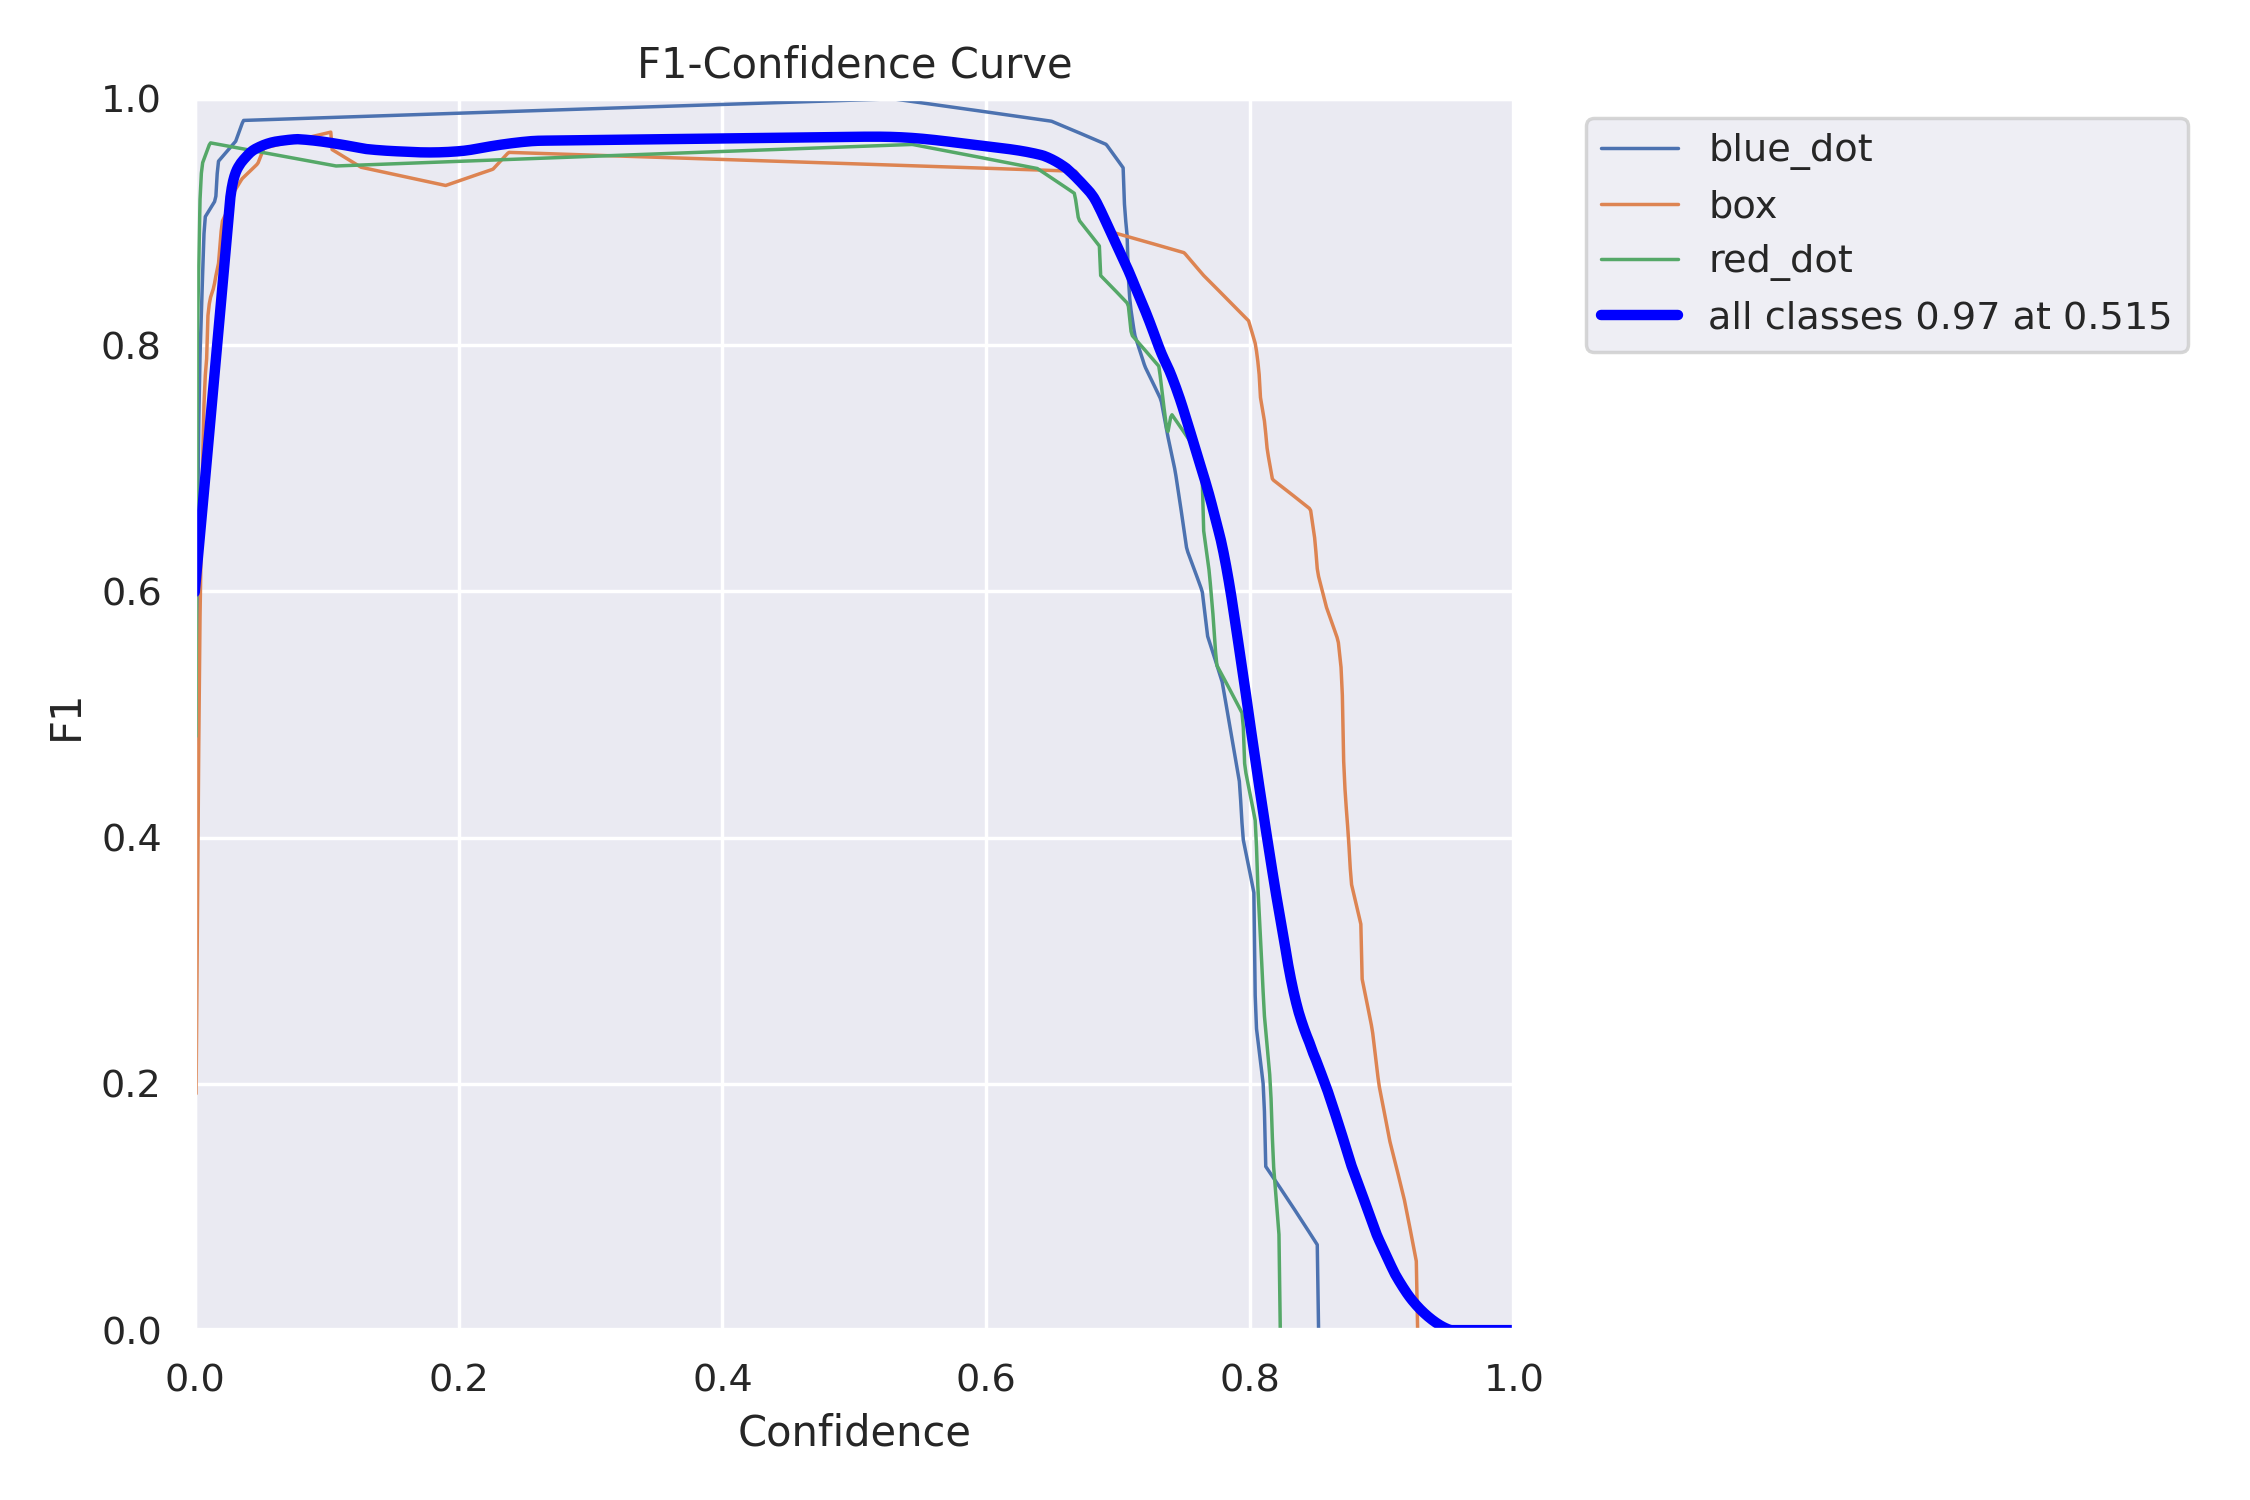 F1-Confidence Curve
1.0
0.8
0.6
0.4
0.2
0.0
F1
0.0 0.2 0.4 0.6 0.8 1.0
Confidence
blue_dot
box
red_dot
all classes 0.97 at 0.515